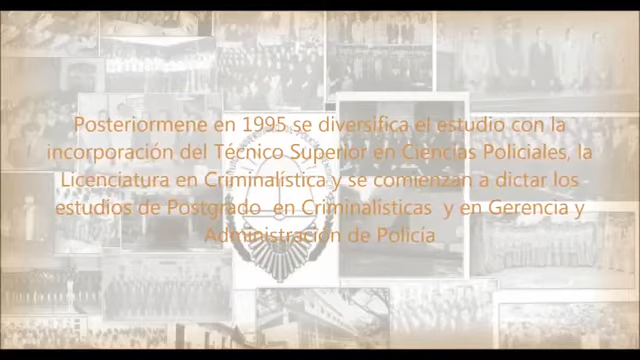 Posteriormene en 1995 se diversifica el estudio con la
incorporación del Técnico Superior en Ciencias Policiales, la
Licenciatura en Criminalística y se comienzan a dictar los
estudios de Postgrado en Criminalisticas y en Gerencia y
Administración de Policía